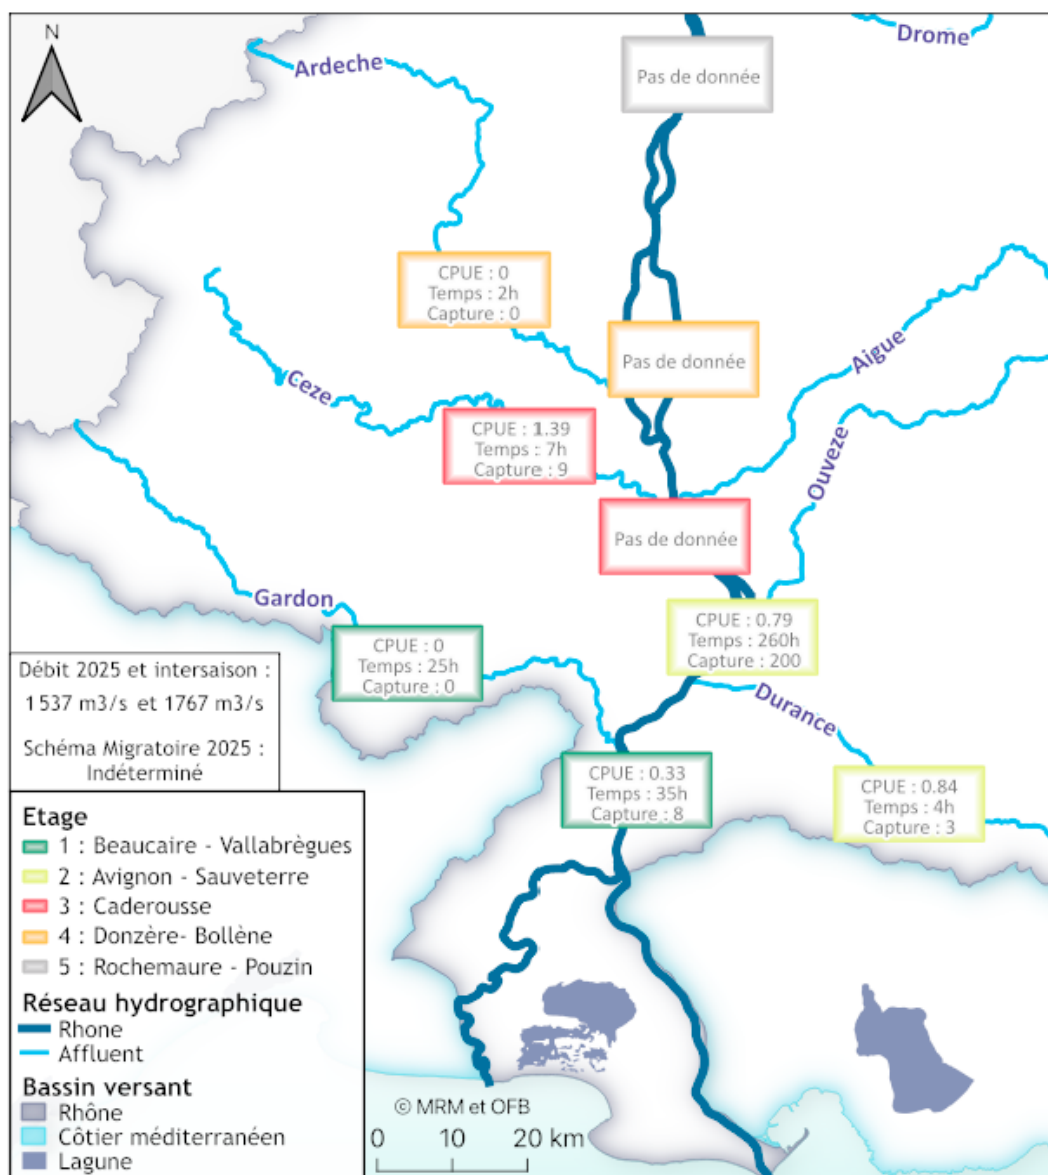 N
Ardeche
Drome
Pas de donnée
CPUE : 0
Temps : 2h
Capture : 0
Pas de donnée
Aigue
Ceze
CPUE : 1.39
Temps : 7h
Capture : 9
Ouveze
Pas de donnée
Gardon
CPUE : 0.79
Temps : 260h
Capture : 200
CPUE : 0
Temps : 25h
Capture : 0
Durance
Débit 2025 et intersaison :
1 537 m3/s et 1767 m3/s
Schéma Migratoire 2025 :
Indéterminé
CPUE : 0.33
Temps : 35h
Capture : 8
CPUE : 0.84
Temps : 4h
Capture : 3
Etage
1 : Beaucaire - Vallabrègues
2 : Avignon - Sauveterre
3 : Caderousse
4 : Donzère- Bollène
5 : Rochemaure - Pouzin
Réseau hydrographique
Rhone
Affluent
Bassin versant
Rhône
Côtier méditerranéen
Lagune
© MRM et OFB
0 10 20 km